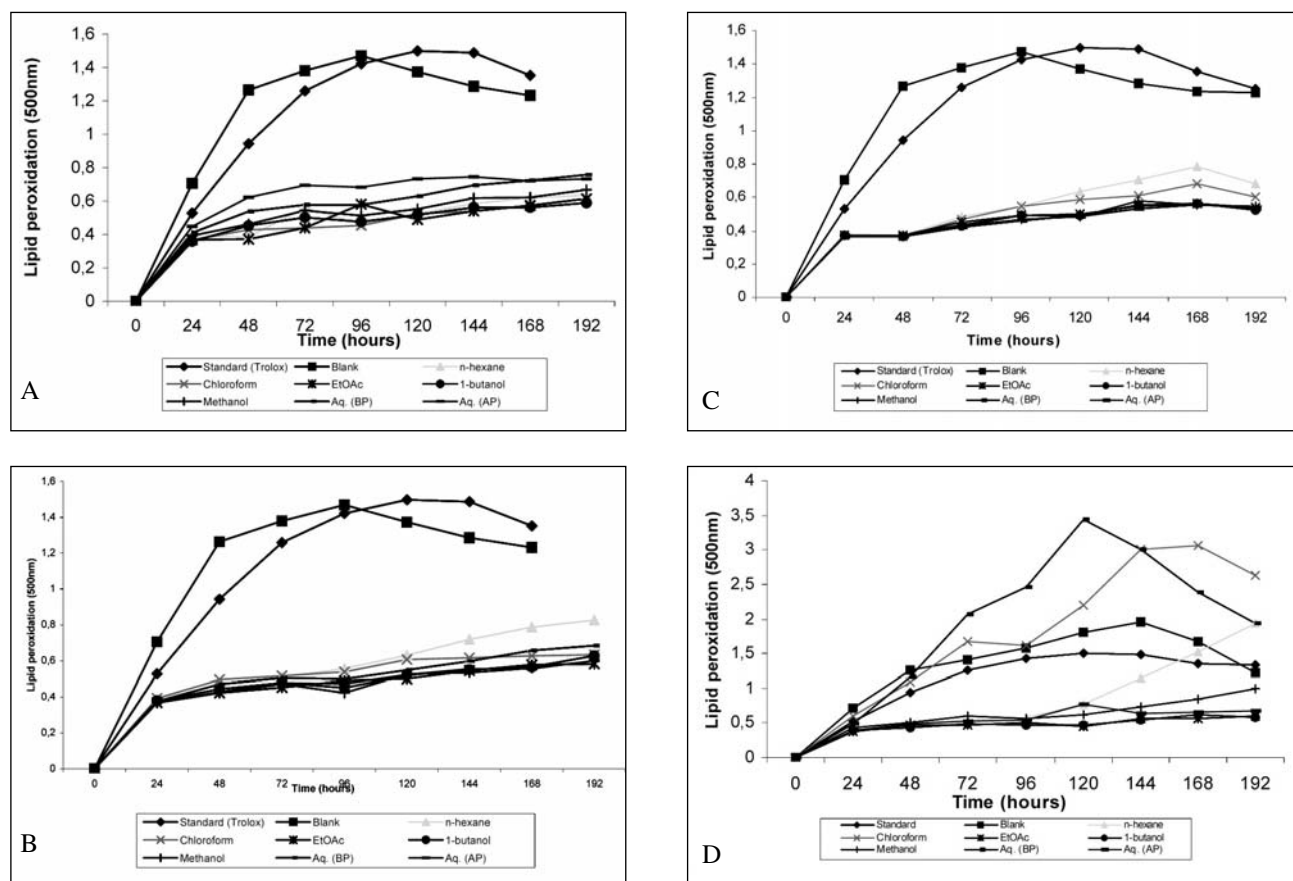 Lipid peroxidation (500nm)
1,6
1,4
1,2
1
0,8
0,6
0,4
0,2
0
0 24 48 72 96 120 144 168 192
Time (hours)
Standard (Trolox) Blank n-hexane
Chloroform EtOAc 1-butanol
Methanol Aq. (BP) Aq. (AP)
A
Lipid peroxidation (500nm)
1,6
1,4
1,2
1
0,8
0,6
0,4
0,2
0
0 24 48 72 96 120 144 168 192
Time (hours)
Standard (Trolox) Blank n-hexane
Chloroform EtOAc 1-butanol
Methanol Aq. (BP) Aq. (AP)
C
Lipid peroxidation (500nm)
1,6
1,4
1,2
1
0,8
0,6
0,4
0,2
0
0 24 48 72 96 120 144 168 192
Time (hours)
Standard (Trolox) Blank n-hexane
Chloroform EtOAc 1-butanol
Methanol Aq. (BP) Aq. (AP)
B
Lipid peroxidation (500nm)
4
3,5
3
2,5
2
1,5
1
0,5
0
0 24 48 72 96 120 144 168 192
Time (hours)
Standard Blank n-hexane
Chloroform EtOAc 1-butanol
Methanol Aq. (BP) Aq. (AP)
D